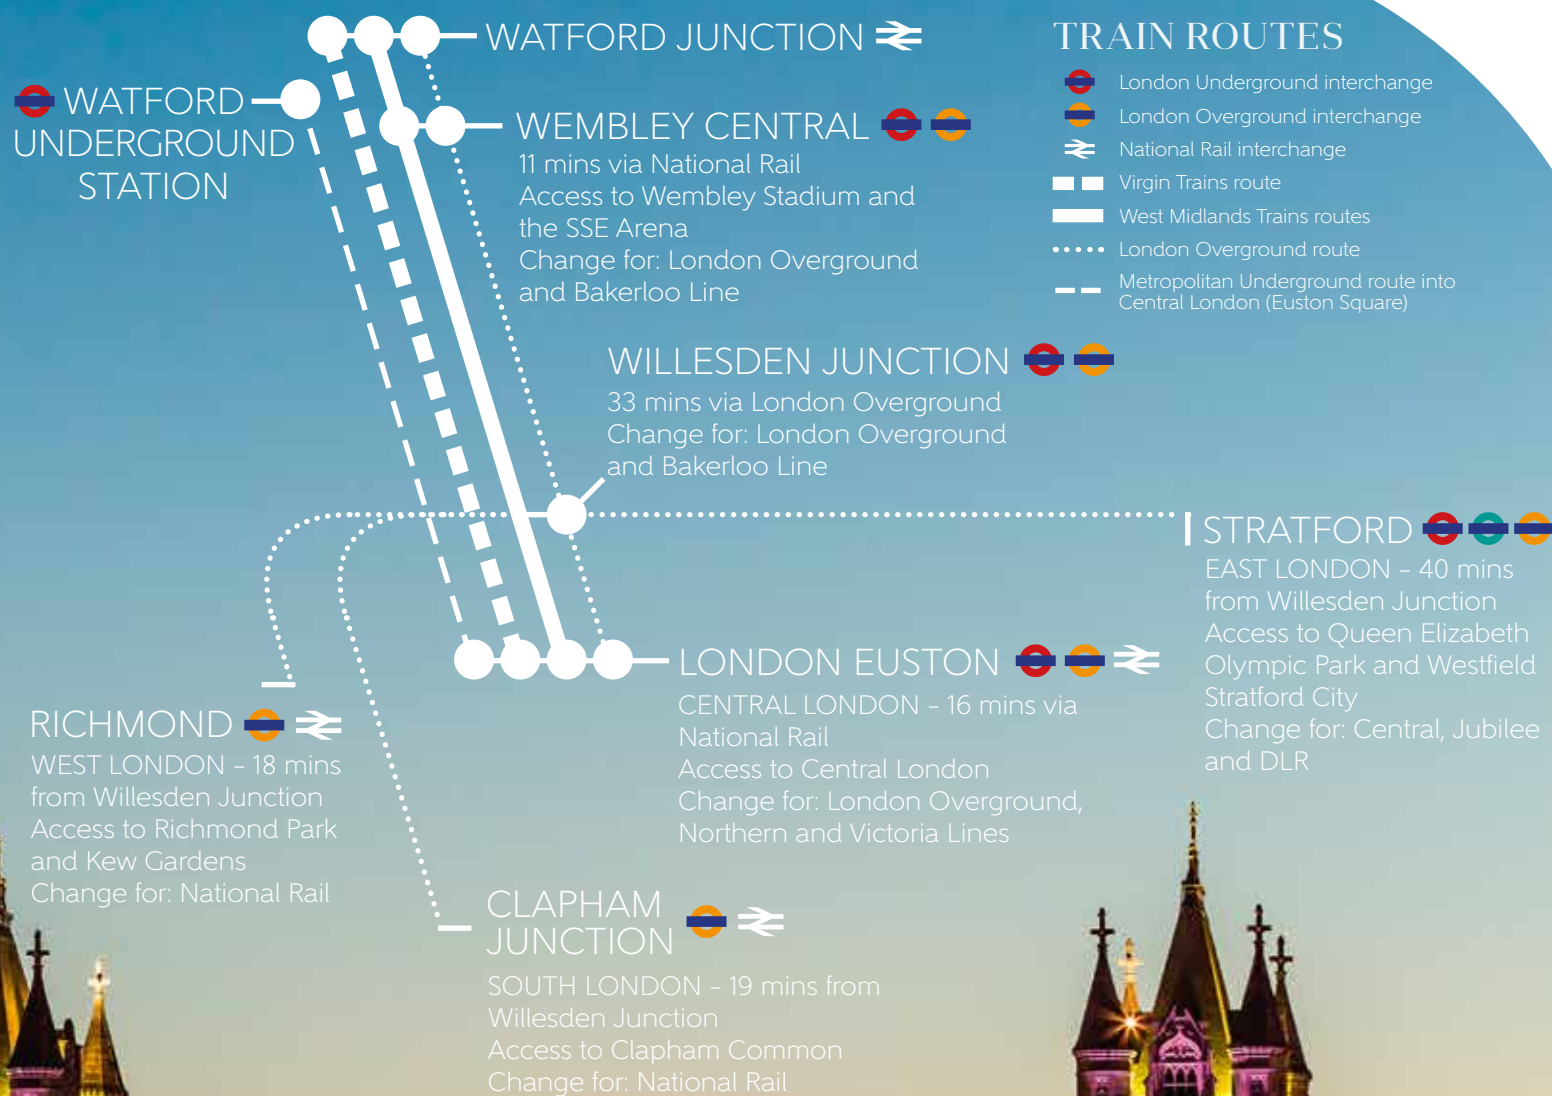 WATFORD JUNCTION
WATFORD
UNDERGROUND
STATION
WEMBLEY CENTRAL
11 mins via National Rail
Access to Wembley Stadium and
the SSE Arena
Change for: London Overground
and Bakerloo Line
TRAIN ROUTES
London Underground interchange
London Overground interchange
National Rail interchange
Virgin Trains route
West Midlands Trains routes
London Overground route
Metropolitan Underground route into
Central London (Euston Square)
WILLESDEN JUNCTION
33 mins via London Overground
Change for: London Overground
and Bakerloo Line
STRATFORD
EAST LONDON – 40 mins
from Willesden Junction
Access to Queen Elizabeth
Olympic Park and Westfield
Stratford City
Change for: Central, Jubilee
and DLR
LONDON EUSTON
CENTRAL LONDON – 16 mins via
National Rail
Access to Central London
Change for: London Overground,
Northern and Victoria Lines
RICHMOND
WEST LONDON – 18 mins
from Willesden Junction
Access to Richmond Park
and Kew Gardens
Change for: National Rail
CLAPHAM
JUNCTION
SOUTH LONDON – 19 mins from
Willesden Junction
Access to Clapham Common
Change for: National Rail